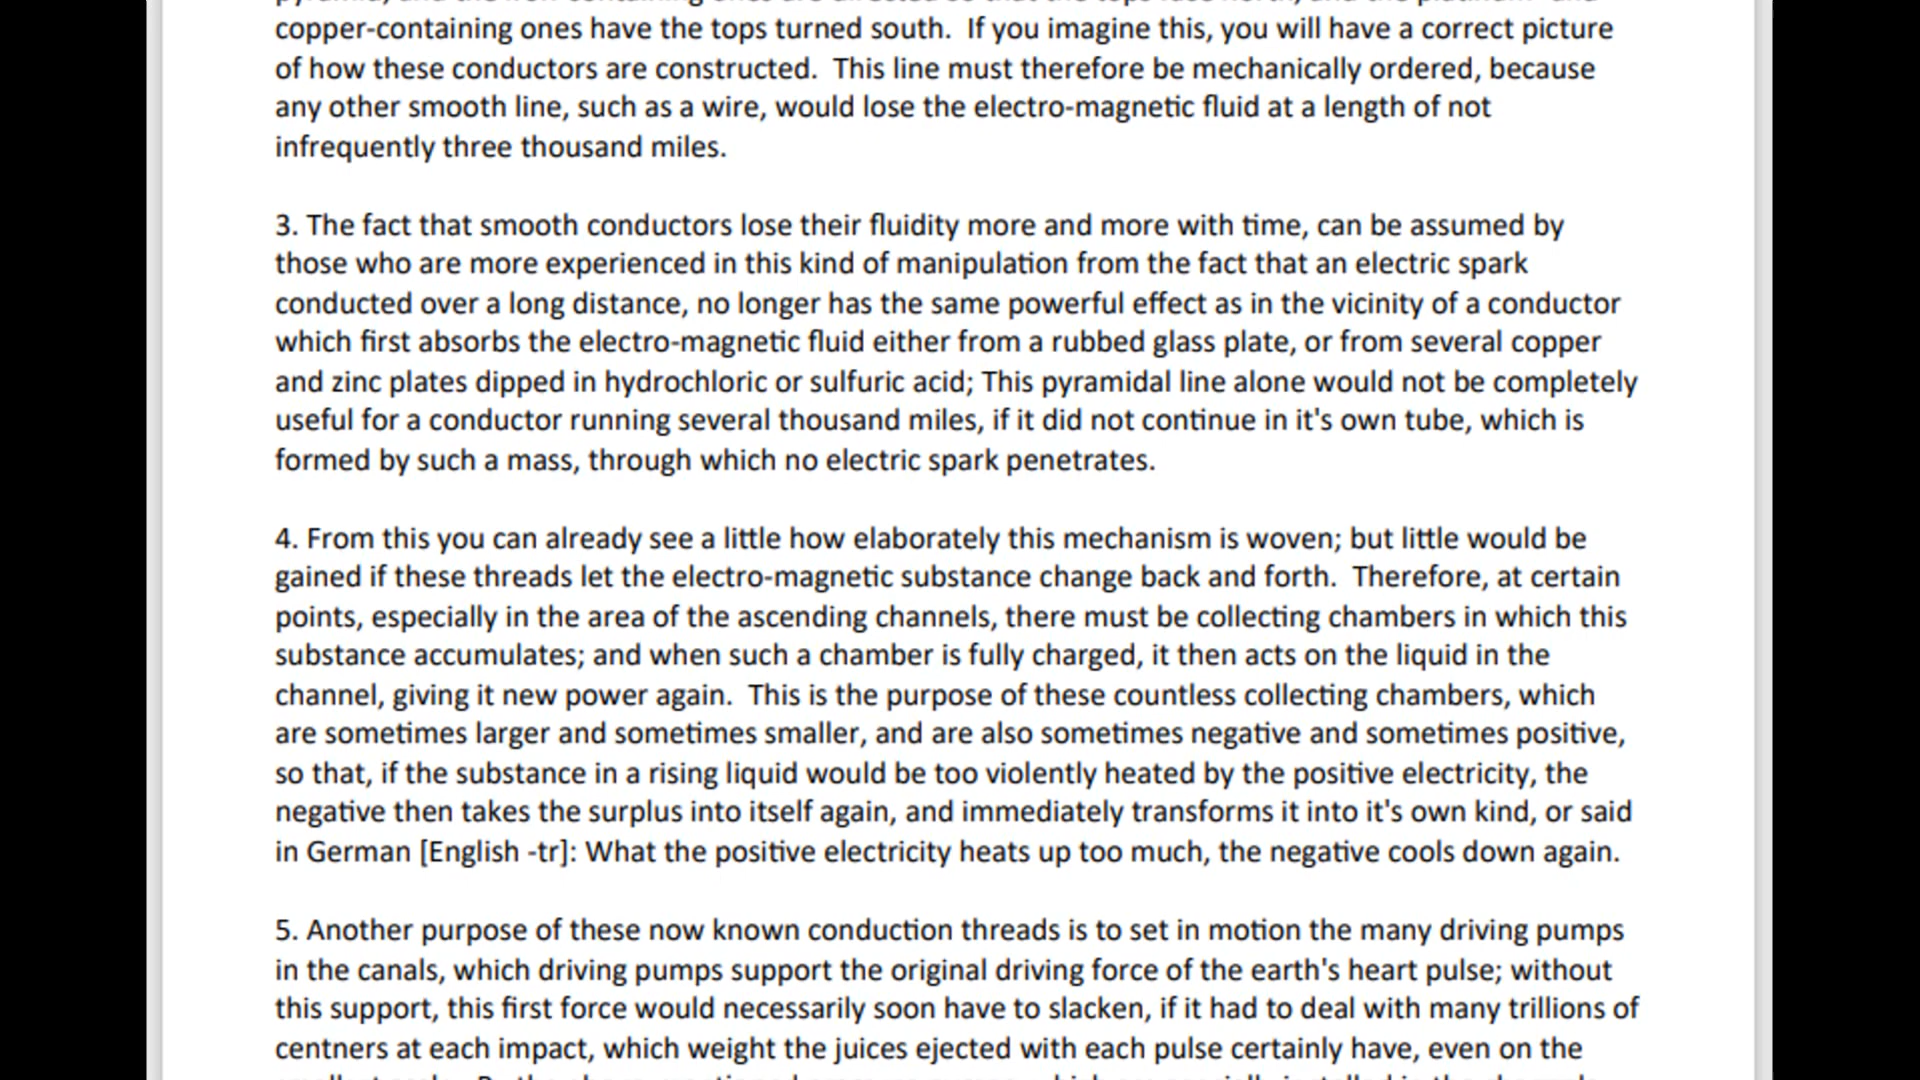 copper-containing ones have the tops turned south.  If you imagine this, you will have a correct picture
of how these conductors are constructed.  This line must therefore be mechanically ordered, because
any other smooth line, such as a wire, would lose the electro-magnetic fluid at a length of not
infrequently three thousand miles.
3. The fact that smooth conductors lose their fluidity more and more with time, can be assumed by
those who are more experienced in this kind of manipulation from the fact that an electric spark
conducted over a long distance, no longer has the same powerful effect as in the vicinity of a conductor
which first absorbs the electro-magnetic fluid either from a rubbed glass plate, or from several copper
and zinc plates dipped in hydrochloric or sulfuric acid; This pyramidal line alone would not be completely
useful for a conductor running several thousand miles, if it did not continue in it's own tube, which is
formed by such a mass, through which no electric spark penetrates.
4. From this you can already see a little how elaborately this mechanism is woven; but little would be
gained if these threads let the electro-magnetic substance change back and forth.  Therefore, at certain
points, especially in the area of the ascending channels, there must be collecting chambers in which this
substance accumulates; and when such a chamber is fully charged, it then acts on the liquid in the
channel, giving it new power again.  This is the purpose of these countless collecting chambers, which
are sometimes larger and sometimes smaller, and are also sometimes negative and sometimes positive,
so that, if the substance in a rising liquid would be too violently heated by the positive electricity, the
negative then takes the surplus into itself again, and immediately transforms it into it's own kind, or said
in German [English -tr]: What the positive electricity heats up too much, the negative cools down again.
5. Another purpose of these now known conduction threads is to set in motion the many driving pumps
in the canals, which driving pumps support the original driving force of the earth's heart pulse; without
this support, this first force would necessarily soon have to slacken, if it had to deal with many trillions of
centners at each impact, which weight the juices ejected with each pulse certainly have, even on the